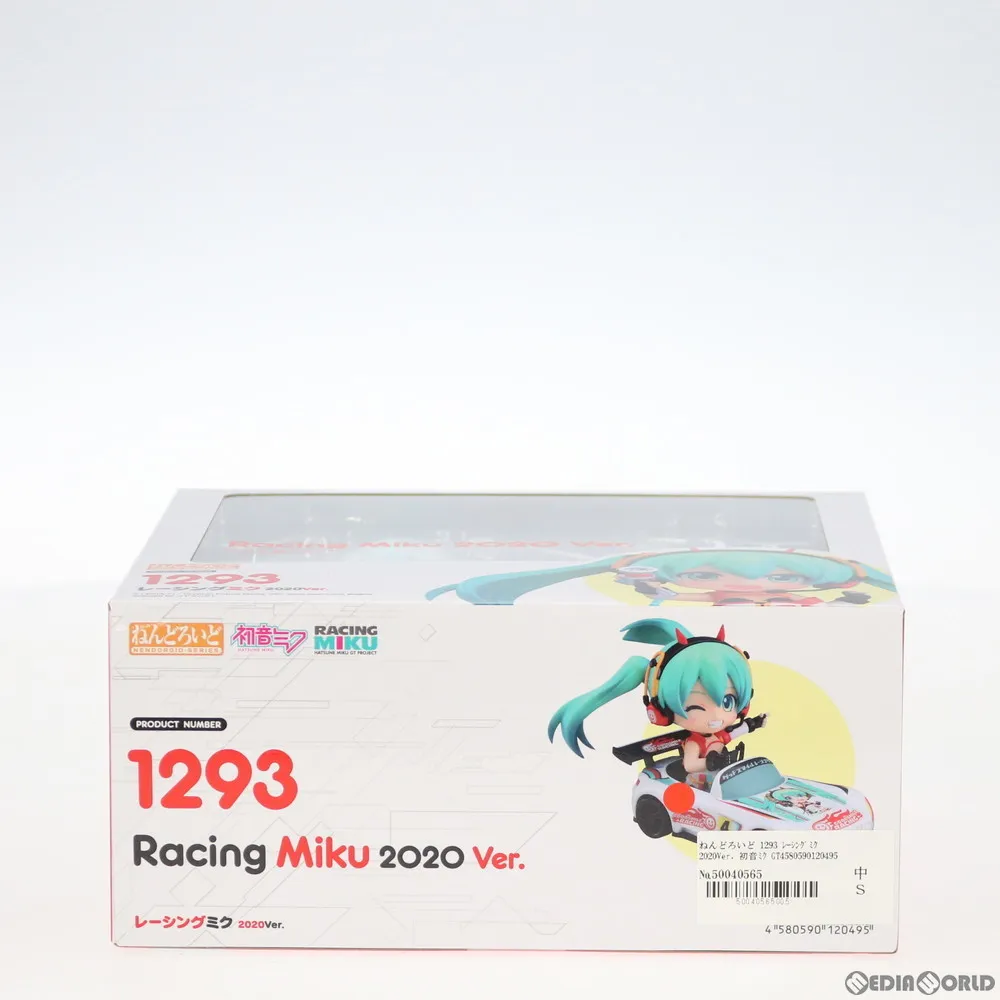 Racing Miku 2020 Ver.
1293
レーシングミク 2020Ver.
ねんどろいど
NENDOROID-SERIES
初音ミク
HATSUNE MIKU
RACING
MIKU
HATSUNE MIKU GT PROJECT
PRODUCT NUMBER
1293
Racing Miku 2020 Ver.
レーシングミク 2020Ver.
ねんどろいど 1293 レーシングミク
2020Ver. 初音ミク GT4580590120495
№50040565
中
S
50040565005
4 580590 120495
MEDIAWORLD